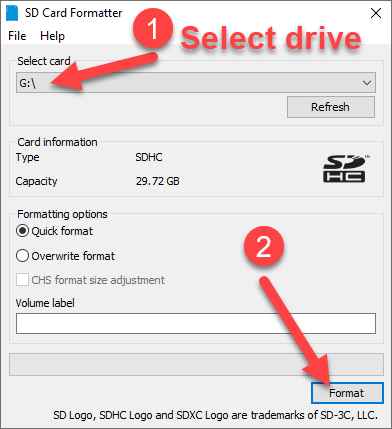 SD Card Formatter
File Help
1 Select drive
Select card
G:\
Refresh
Card information
Type SDHC
Capacity 29.72 GB
SD
HC
Formatting options
Quick format
2
Overwrite format
CHS format size adjustment
Volume label
Format
SD Logo, SDHC Logo and SDXC Logo are trademarks of SD-3C, LLC.